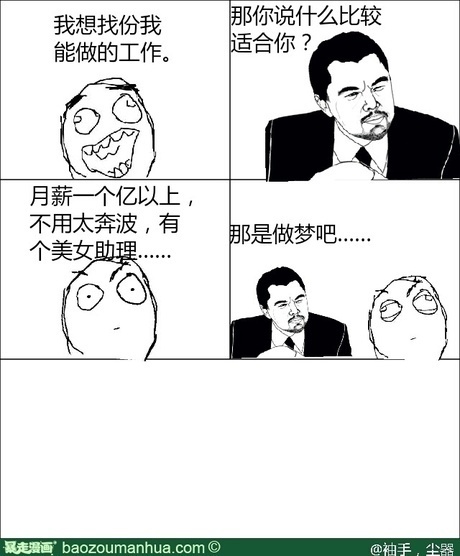 我想找份我
能做的工作。
那你说什么比较
适合你？
月薪一个亿以上，
不用太奔波，有
个美女助理......
那是做梦吧......
暴走漫画 baozoumanhua.com ©
@袖手，尘嚣